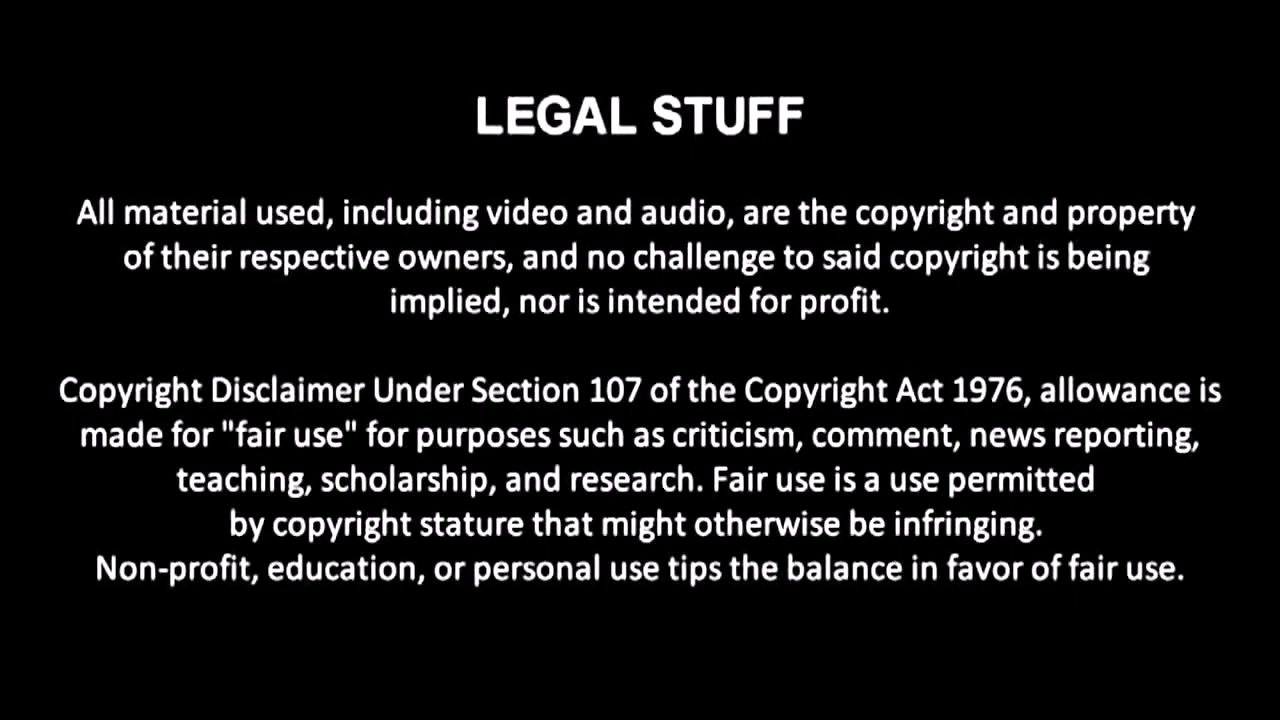 LEGAL STUFF
All material used, including video and audio, are the copyright and property
of their respective owners, and no challenge to said copyright is being
implied, nor is intended for profit.
Copyright Disclaimer Under Section 107 of the Copyright Act 1976, allowance is
made for "fair use" for purposes such as criticism, comment, news reporting,
teaching, scholarship, and research. Fair use is a use permitted
by copyright stature that might otherwise be infringing.
Non-profit, education, or personal use tips the balance in favor of fair use.